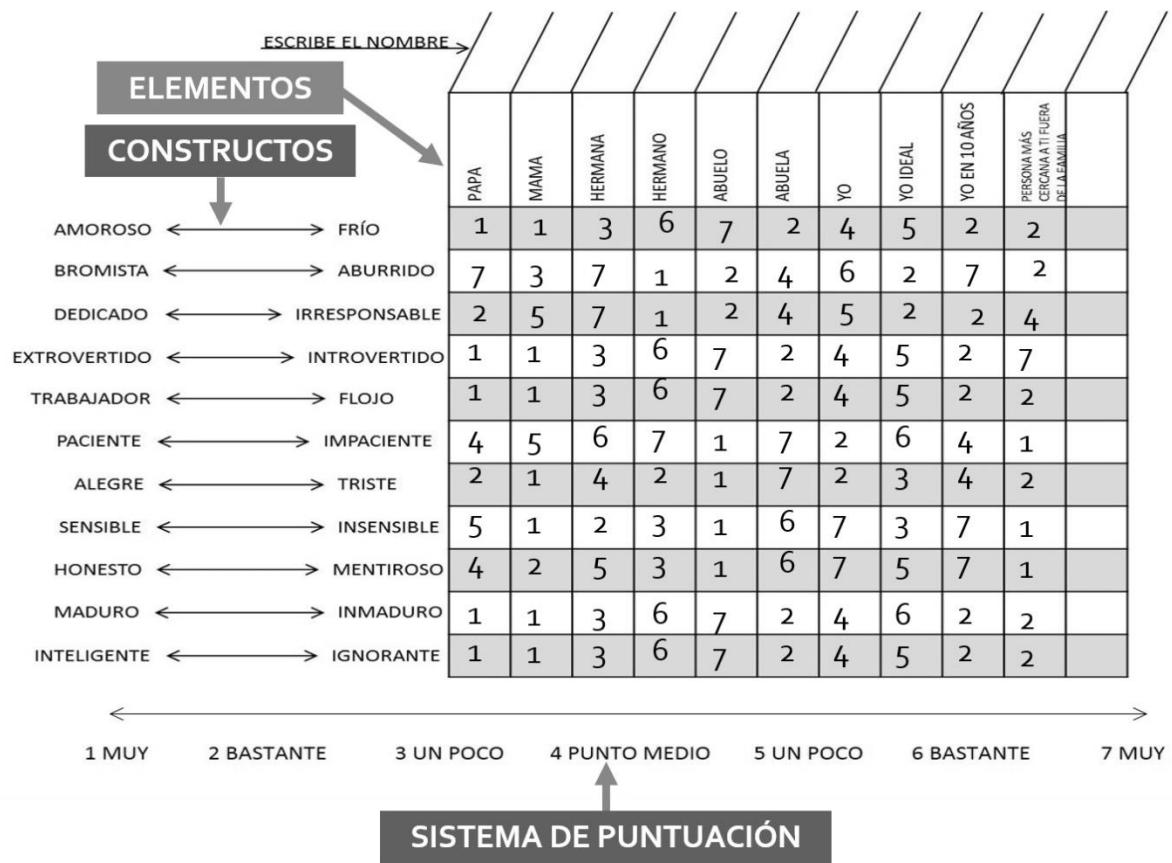 ESCRIBE EL NOMBRE
ELEMENTOS
CONSTRUCTOS
PAPA
MAMA
HERMANA
HERMANO
ABUELO
ABUELA
YO
YO IDEAL
YO EN 10 AÑOS
PERSONA MÁS
CERCANA A TI FUERA
DE LA FAMILIA
AMOROSO FRÍO 1 1 3 6 7 2 4 5 2 2
BROMISTA ABURRIDO 7 3 7 1 2 4 6 2 7 2
DEDICADO IRRESPONSABLE 2 5 7 1 2 4 5 2 2 4
EXTROVERTIDO INTROVERTIDO 1 1 3 6 7 2 4 5 2 7
TRABAJADOR FLOJO 1 1 3 6 7 2 4 5 2 2
PACIENTE IMPACIENTE 4 5 6 7 1 7 2 6 4 1
ALEGRE TRISTE 2 1 4 2 1 7 2 3 4 2
SENSIBLE INSENSIBLE 5 1 2 3 1 6 7 3 7 1
HONESTO MENTIROSO 4 2 5 3 1 6 7 5 7 1
MADURO INMADURO 1 1 3 6 7 2 4 6 2 2
INTELIGENTE IGNORANTE 1 1 3 6 7 2 4 5 2 2
1 MUY 2 BASTANTE 3 UN POCO 4 PUNTO MEDIO 5 UN POCO 6 BASTANTE 7 MUY
SISTEMA DE PUNTUACIÓN